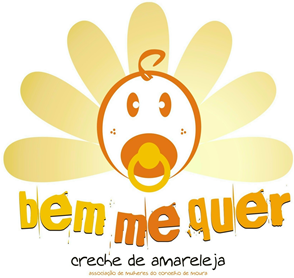 bem me quer
creche de amareleja
associação de mulheres do concelho de moura